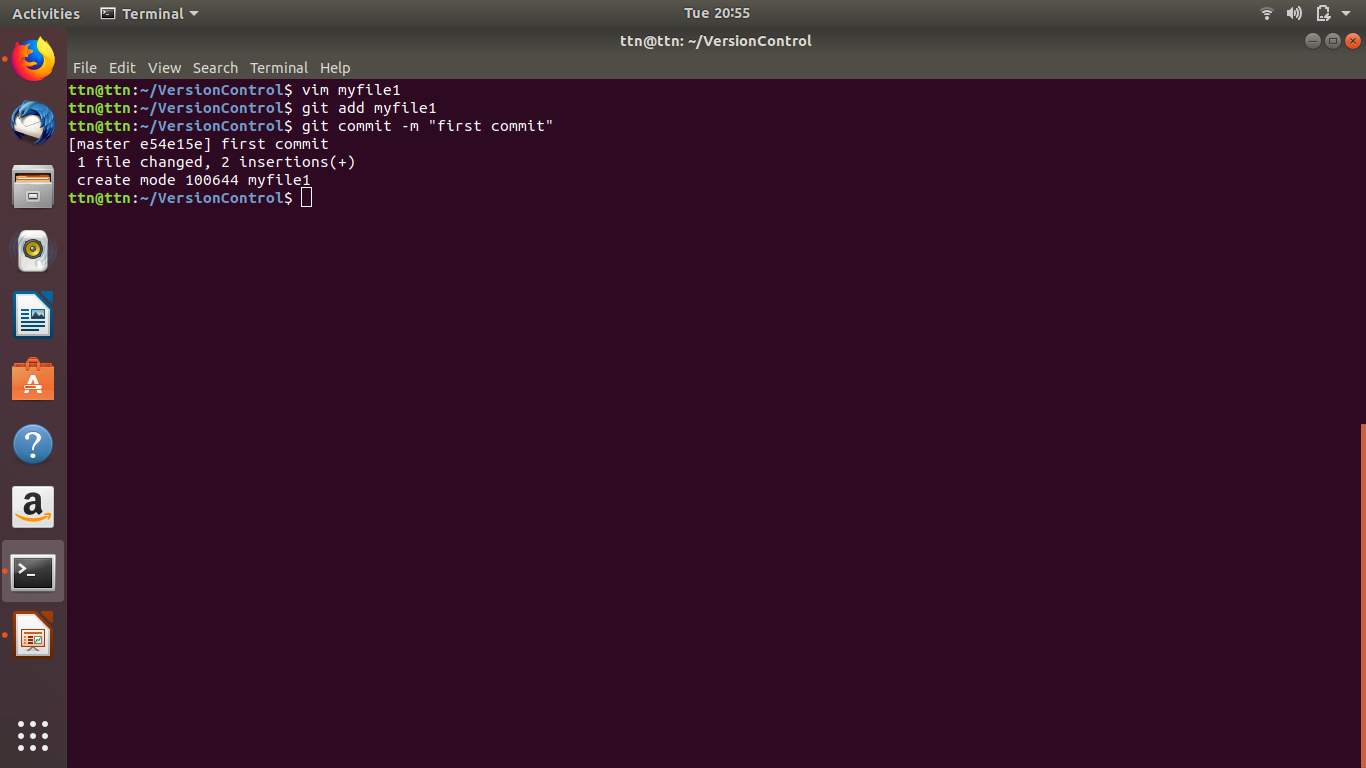 Activities Terminal Tue 20:55
ttn@ttn: ~/VersionControl
File Edit View Search Terminal Help
ttn@ttn:~/VersionControl$ vim myfile1
ttn@ttn:~/VersionControl$ git add myfile1
ttn@ttn:~/VersionControl$ git commit -m "first commit"
[master e54e15e] first commit
 1 file changed, 2 insertions(+)
 create mode 100644 myfile1
ttn@ttn:~/VersionControl$